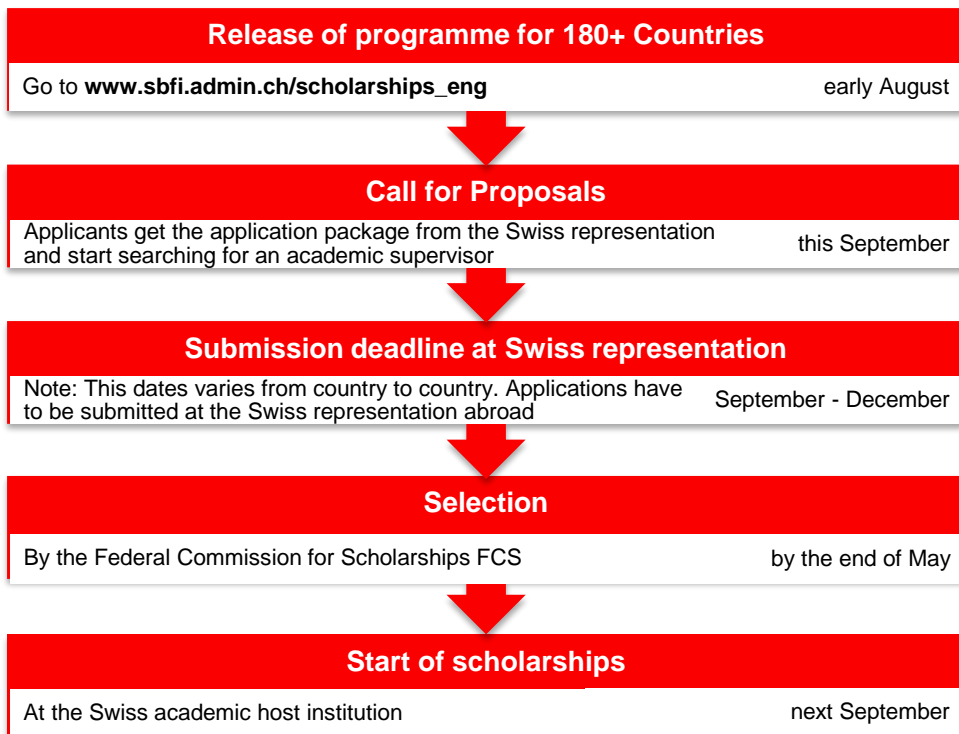 Release of programme for 180+ Countries
Go to www.sbfi.admin.ch/scholarships_eng early August
Call for Proposals
Applicants get the application package from the Swiss representation
and start searching for an academic supervisor
this September
Submission deadline at Swiss representation
Note: This dates varies from country to country. Applications have
to be submitted at the Swiss representation abroad
September - December
Selection
By the Federal Commission for Scholarships FCS by the end of May
Start of scholarships
At the Swiss academic host institution next September